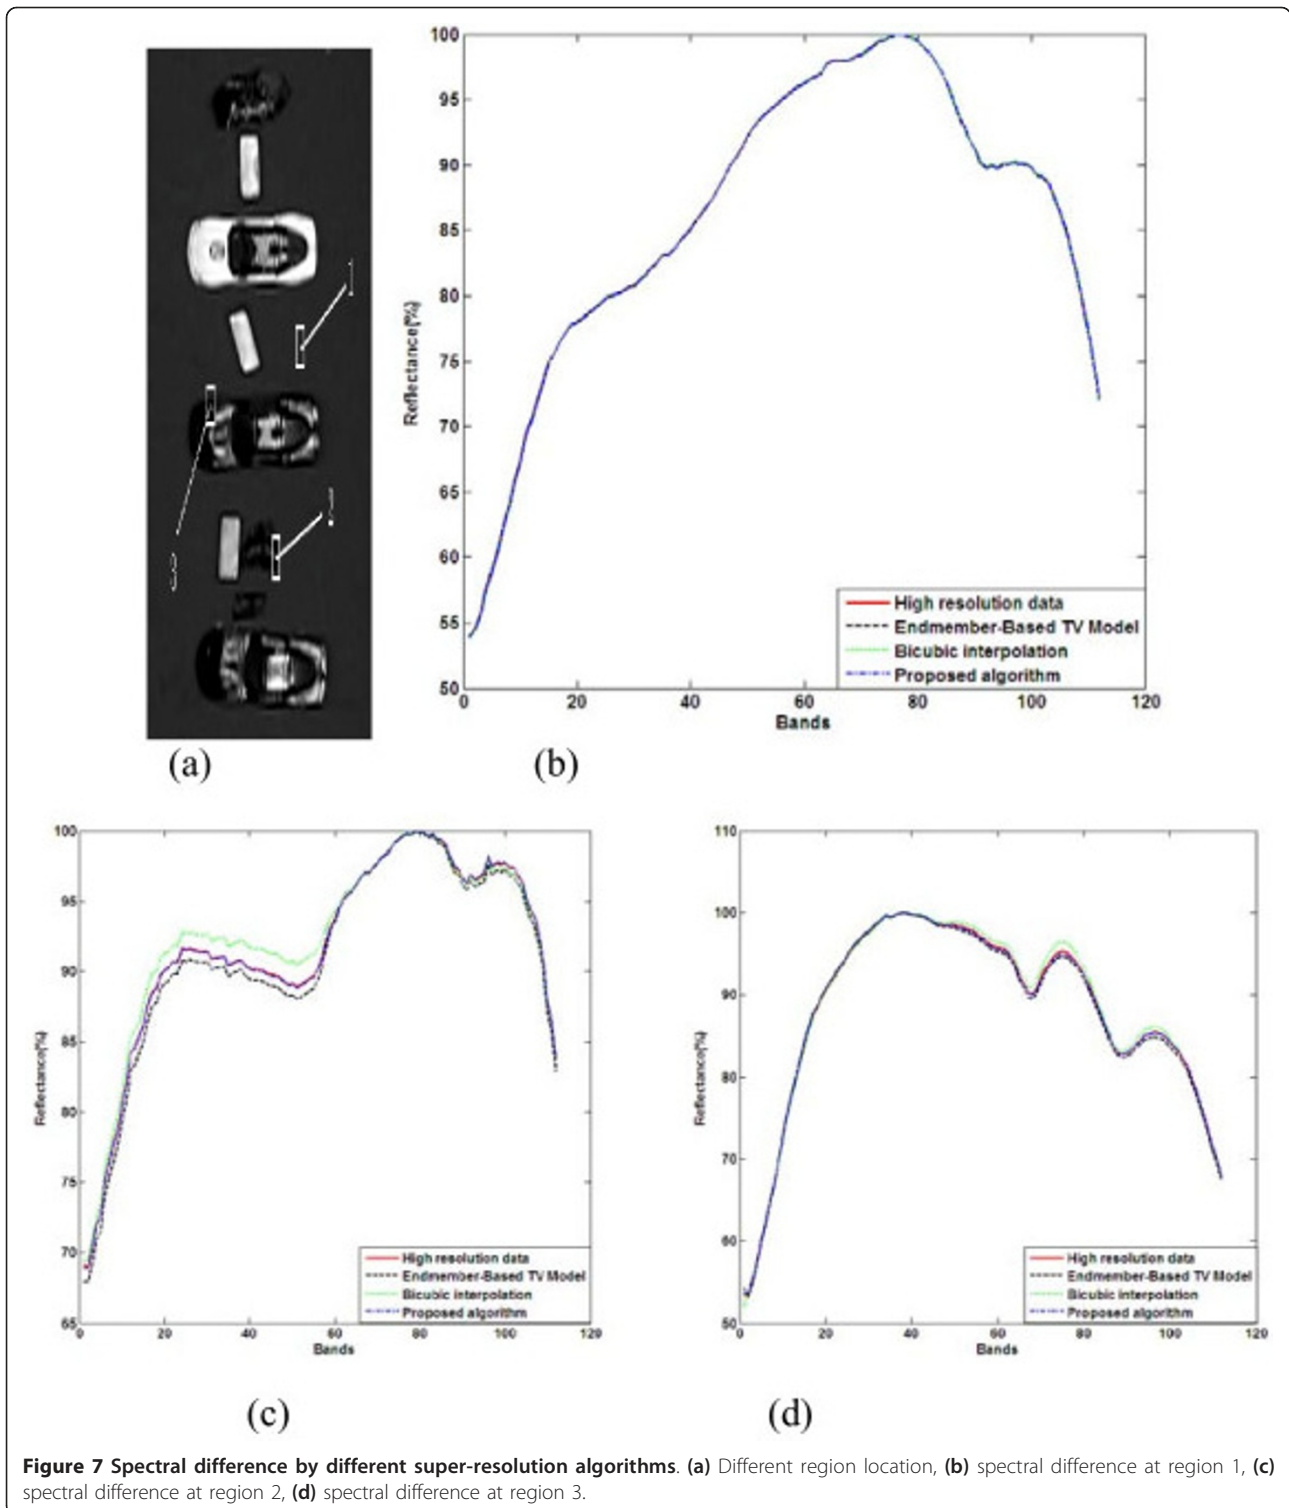 100
95
90
85
80
75
70
65
60
55
50
Reflectance(%)
0 20 40 60 80 100 120
Bands
High resolution data
Endmember-Based TV Model
Bicubic interpolation
Proposed algorithm
1
2
3
(a)
(b)
100
95
90
85
80
75
70
65
Reflectance(%)
0 20 40 60 80 100 120
Bands
High resolution data
Endmember-Based TV Model
Bicubic interpolation
Proposed algorithm
(c)
110
100
90
80
70
60
50
Reflectance(%)
0 20 40 60 80 100 120
Bands
High resolution data
Endmember-Based TV Model
Bicubic interpolation
Proposed algorithm
(d)
Figure 7 Spectral difference by different super-resolution algorithms. (a) Different region location, (b) spectral difference at region 1, (c)
spectral difference at region 2, (d) spectral difference at region 3.